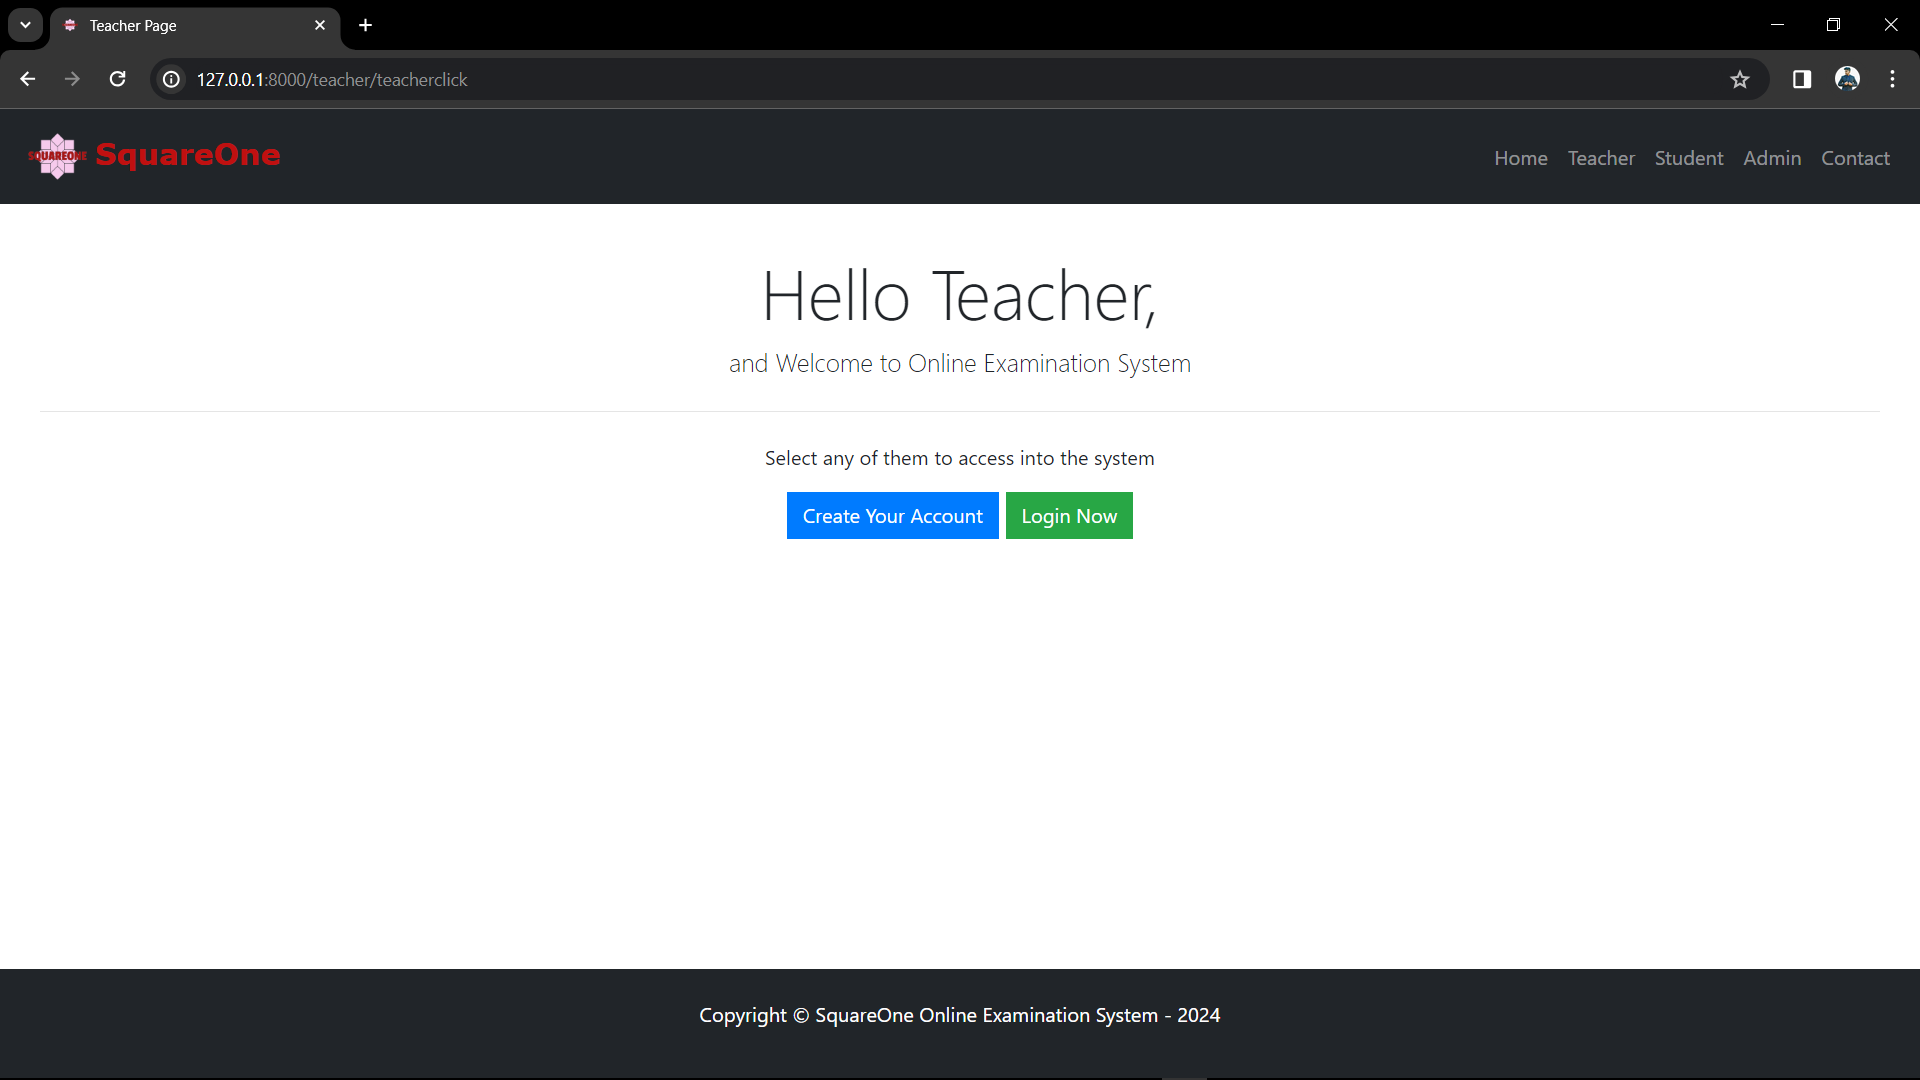 Teacher Page
127.0.0.1:8000/teacher/teacherclick
SQUAREONE SquareOne
Home Teacher Student Admin Contact
Hello Teacher,
and Welcome to Online Examination System
Select any of them to access into the system
Create Your Account Login Now
Copyright © SquareOne Online Examination System - 2024